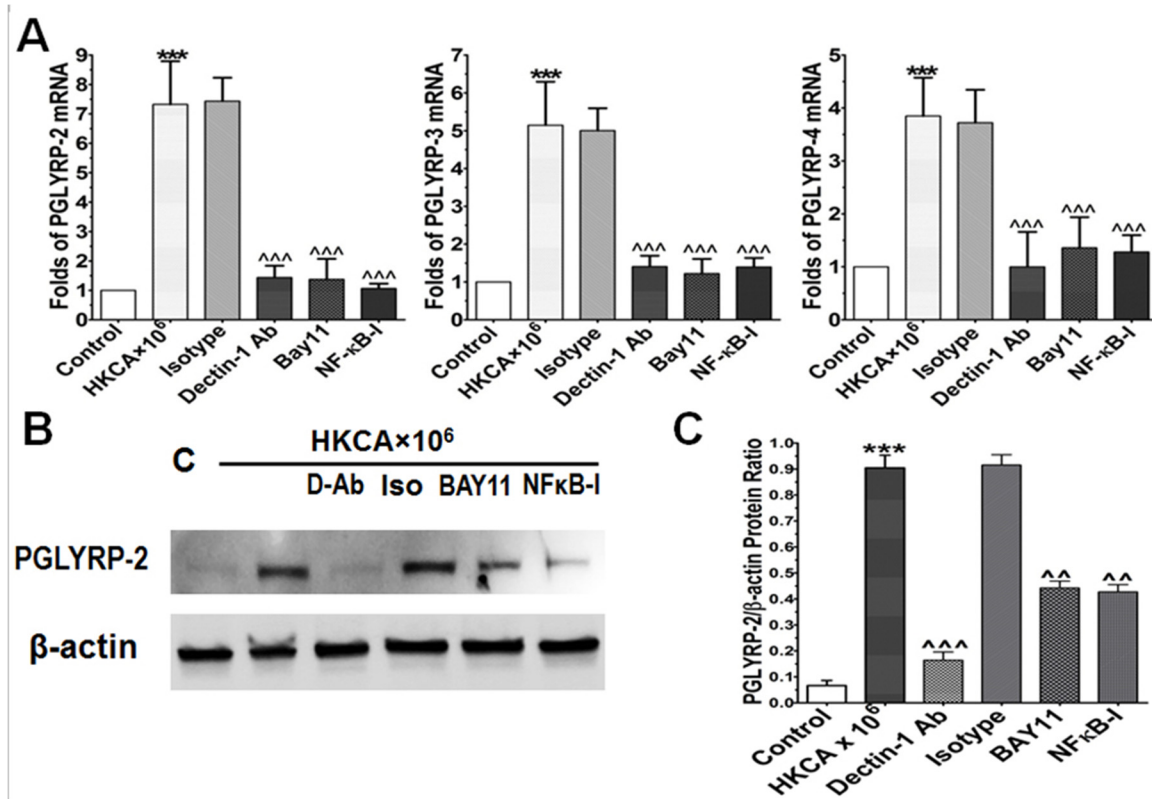 A
Folds of PGLYRP-2 mRNA
9
8
7
6
5
4
3
2
1
0
***
^^^
^^^
^^^
Control
HKCA×10⁶
Isotype
Dectin-1 Ab
Bay11
NF-κB-I
Folds of PGLYRP-3 mRNA
7
6
5
4
3
2
1
0
***
^^^
^^^
^^^
Control
HKCA×10⁶
Isotype
Dectin-1 Ab
Bay11
NF-κB-I
Folds of PGLYRP-4 mRNA
5
4
3
2
1
0
***
^^^
^^^
^^^
Control
HKCA×10⁶
Isotype
Dectin-1 Ab
Bay11
NF-κB-I
B
C HKCA×10⁶
D-Ab Iso BAY11 NFκB-I
PGLYRP-2
β-actin
C
PGLYRP-2/β-actin Protein Ratio
1.0
0.9
0.8
0.7
0.6
0.5
0.4
0.3
0.2
0.1
0.0
***
^^^
^^
^^
Control
HKCA x 10⁶
Dectin-1 Ab
Isotype
BAY11
NFκB-I